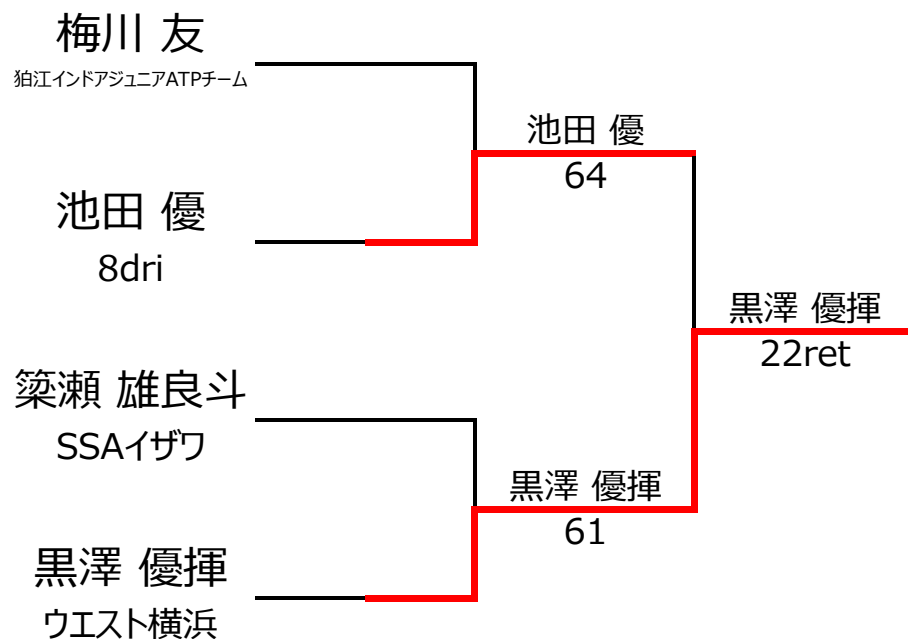 梅川 友
狛江インドアジュニアATPチーム
池田 優
64
池田 優
8dri
黒澤 優揮
22ret
簗瀬 雄良斗
SSAイザワ
黒澤 優揮
61
黒澤 優揮
ウエスト横浜